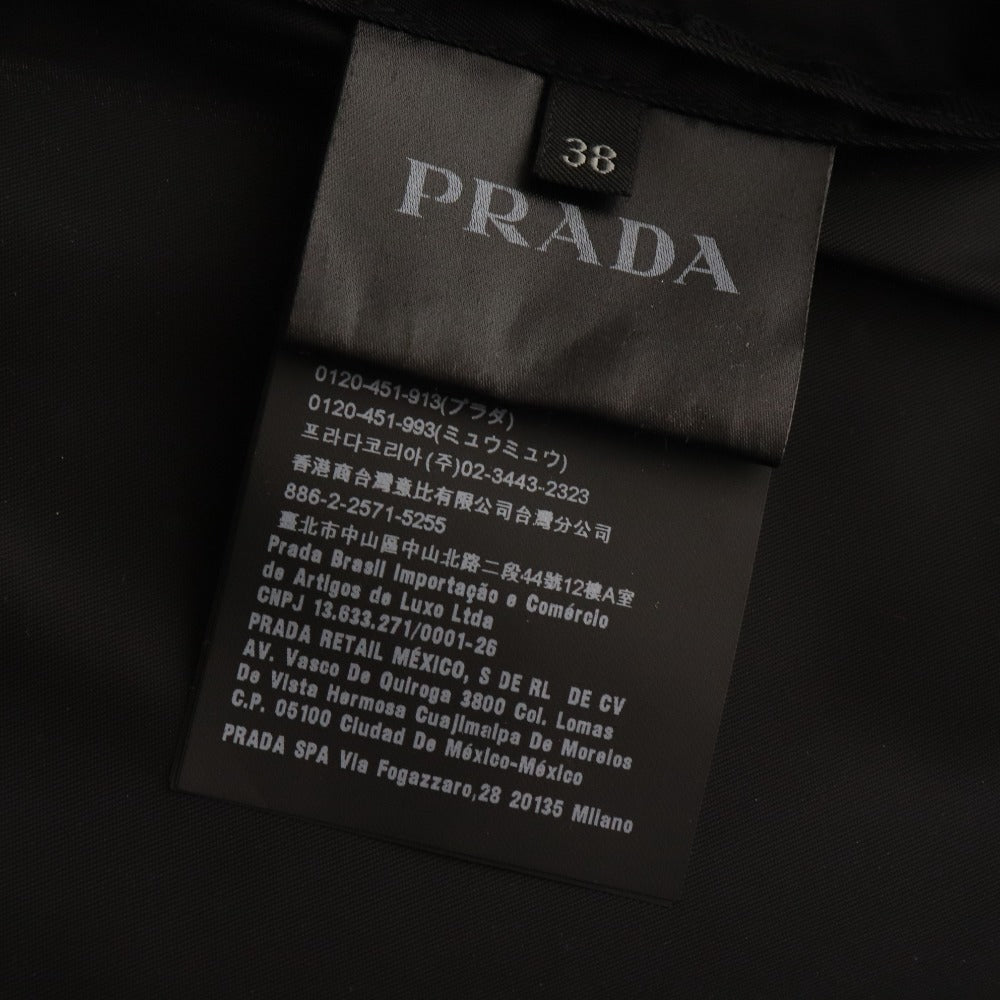 38
PRADA
0120-451-913(プラダ)
0120-451-993(ミュウミュウ)
프라다코리아(주)02-3443-2323
香港商台灣意比有限公司台灣分公司
886-2-2571-5255
臺北市中山區中山北路二段44號12樓A室
Prada Brasil Importação e Comércio
de Artigos de Luxo Ltda
CNPJ 13.633.271/0001-26
PRADA RETAIL MÉXICO, S DE RL DE CV
AV. Vasco De Quiroga 3800 Col. Lomas
De Vista Hermosa Cuajimalpa De Morelos
C.P. 05100 Ciudad De México-México
PRADA SPA Via Fogazzaro,28 20135 Milano